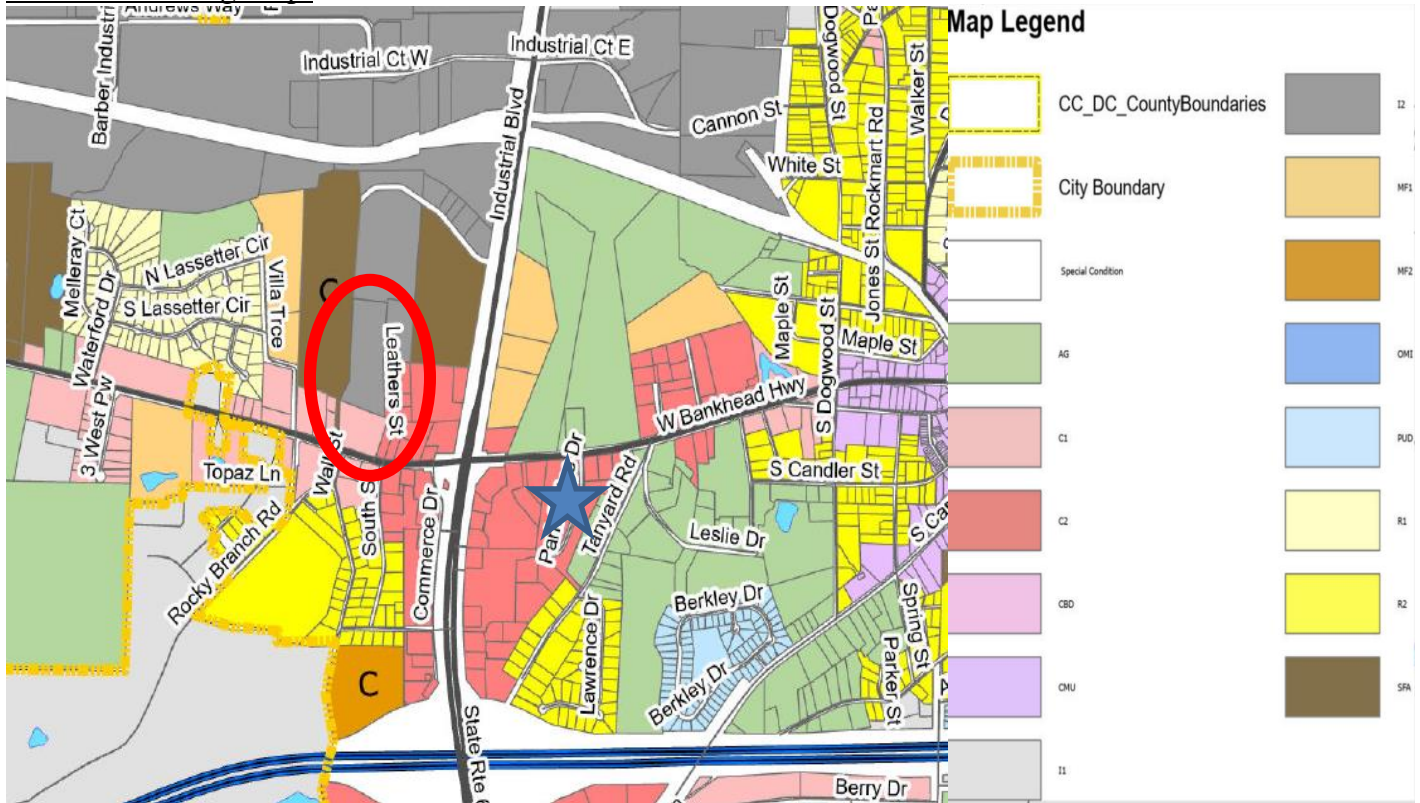 Andrews Way
Barber Industri
Industrial Ct W
Industrial Ct E
Industrial Blvd
Cannon St
Dogwood St
Walker St
White St
Jones St
Rockmart Rd
Melleray Ct
N Lassetter Cir
Waterford Dr
S Lassetter Cir
Villa Trce
C
Leathers St
Maple St
S Dogwood St
Maple St
3 West Pw
W Bankhead Hwy
Topaz Ln
S Candler St
Rocky Branch Rd
South S
Commerce Dr
Dr
Tanyard Rd
Leslie Dr
S Ca
Berkley Dr
Lawrence Dr
Spring St
Parker St
Berkley Dr
C
State Rte
Berry Dr
Map Legend
CC_DC_CountyBoundaries
City Boundary
Special Condition
AG
C1
C2
CBD
CMU
I1
I2
MF1
MF2
OMI
PUD
R1
R2
SFA